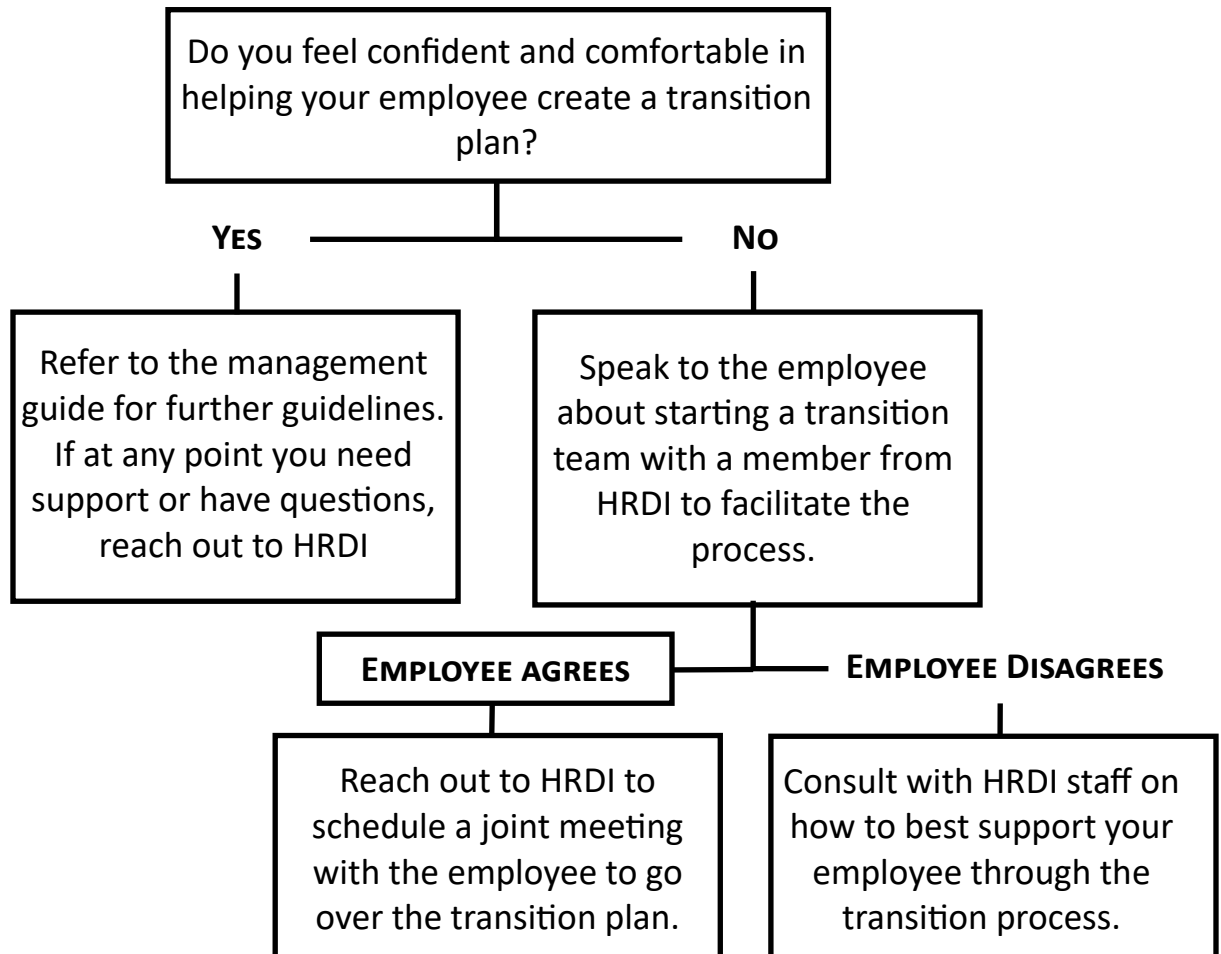 Do you feel confident and comfortable in
helping your employee create a transition
plan?
YES
NO
Refer to the management
guide for further guidelines.
If at any point you need
support or have questions,
reach out to HRDI
Speak to the employee
about starting a transition
team with a member from
HRDI to facilitate the
process.
EMPLOYEE AGREES
EMPLOYEE DISAGREES
Reach out to HRDI to
schedule a joint meeting
with the employee to go
over the transition plan.
Consult with HRDI staff on
how to best support your
employee through the
transition process.